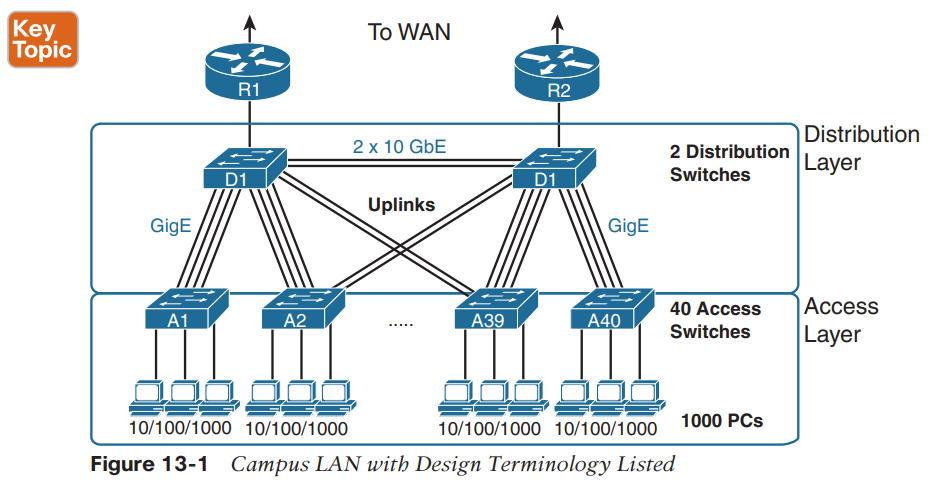 Key
Topic
To WAN
R1
R2
2 x 10 GbE
2 Distribution
Switches
Distribution
Layer
D1
D1
Uplinks
GigE
GigE
40 Access
Switches
Access
Layer
A1
A2
.....
A39
A40
10/100/1000
10/100/1000
10/100/1000
10/100/1000
1000 PCs
Figure 13-1 Campus LAN with Design Terminology Listed